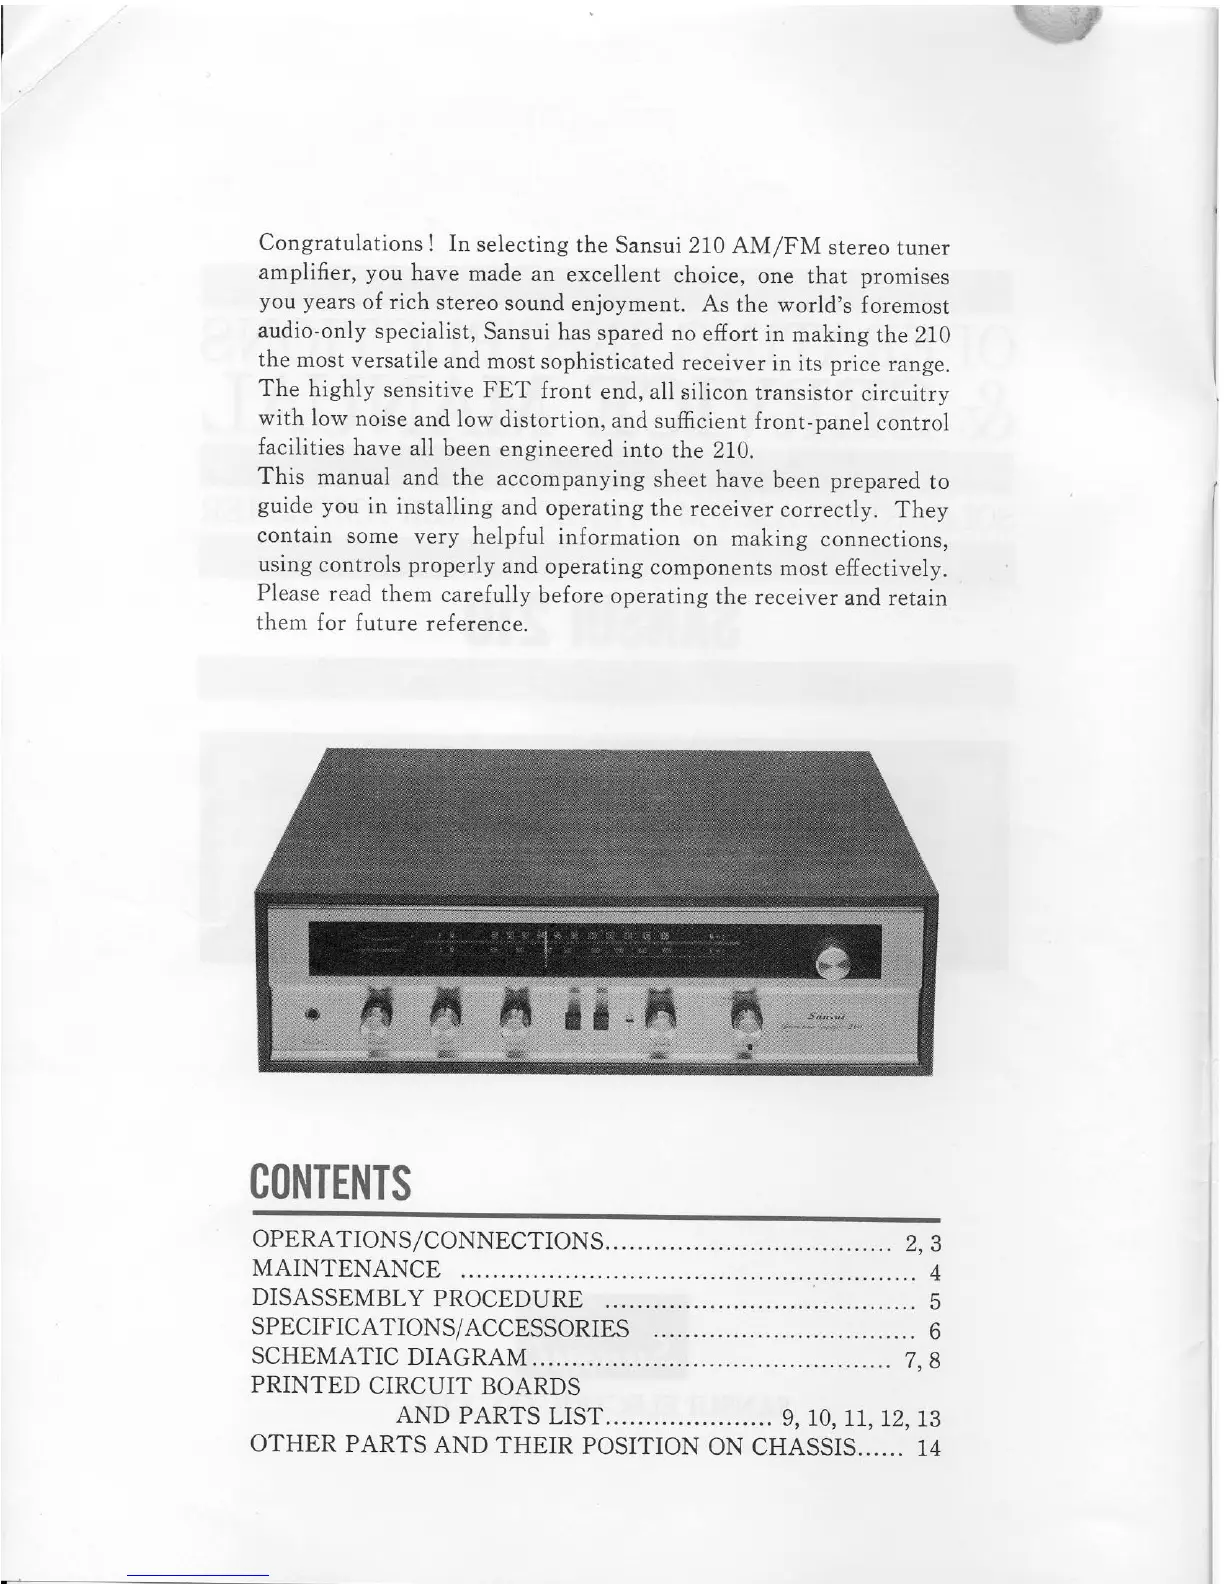 Congratulations! In selecting the Sansui 210 AM/FM stereo tuner
amplifier, you have made an excellent choice, one that promises
you years of rich stereo sound enjoyment. As the world's foremost
audio-only specialist, Sansui has spared no effort in making the 210
the most versatile and most sophisticated receiver in its price range.
The highly sensitive FET front end, all silicon transistor circuitry
with low noise and low distortion, and sufficient front-panel control
facilities have all been engineered into the 210.
This manual and the accompanying sheet have been prepared to
guide you in installing and operating the receiver correctly. They
contain some very helpful information on making connections,
using controls properly and operating components most effectively.
Please read them carefully before operating the receiver and retain
them for future reference.
Sansui
CONTENTS
OPERATIONS/CONNECTIONS.................................... 2, 3
MAINTENANCE ......................................................... 4
DISASSEMBLY PROCEDURE ....................................... 5
SPECIFICATIONS/ACCESSORIES ................................. 6
SCHEMATIC DIAGRAM............................................. 7, 8
PRINTED CIRCUIT BOARDS
AND PARTS LIST..................... 9, 10, 11, 12, 13
OTHER PARTS AND THEIR POSITION ON CHASSIS...... 14